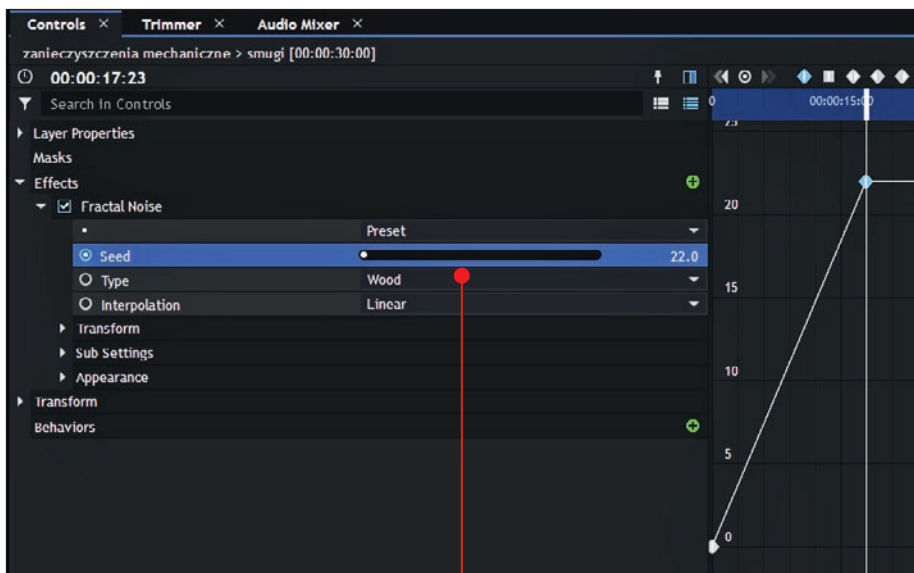 Controls × Trimmer × Audio Mixer ×
zanieczyszczenia mechaniczne > smugi [00:00:30:00]
00:00:17:23
Search in Controls
0 00:00:15:00
Layer Properties
25
Masks
Effects
Fractal Noise
20
Preset
Seed 22.0
Type Wood
15
Interpolation Linear
Transform
Sub Settings
Appearance
10
Transform
Behaviors
5
0